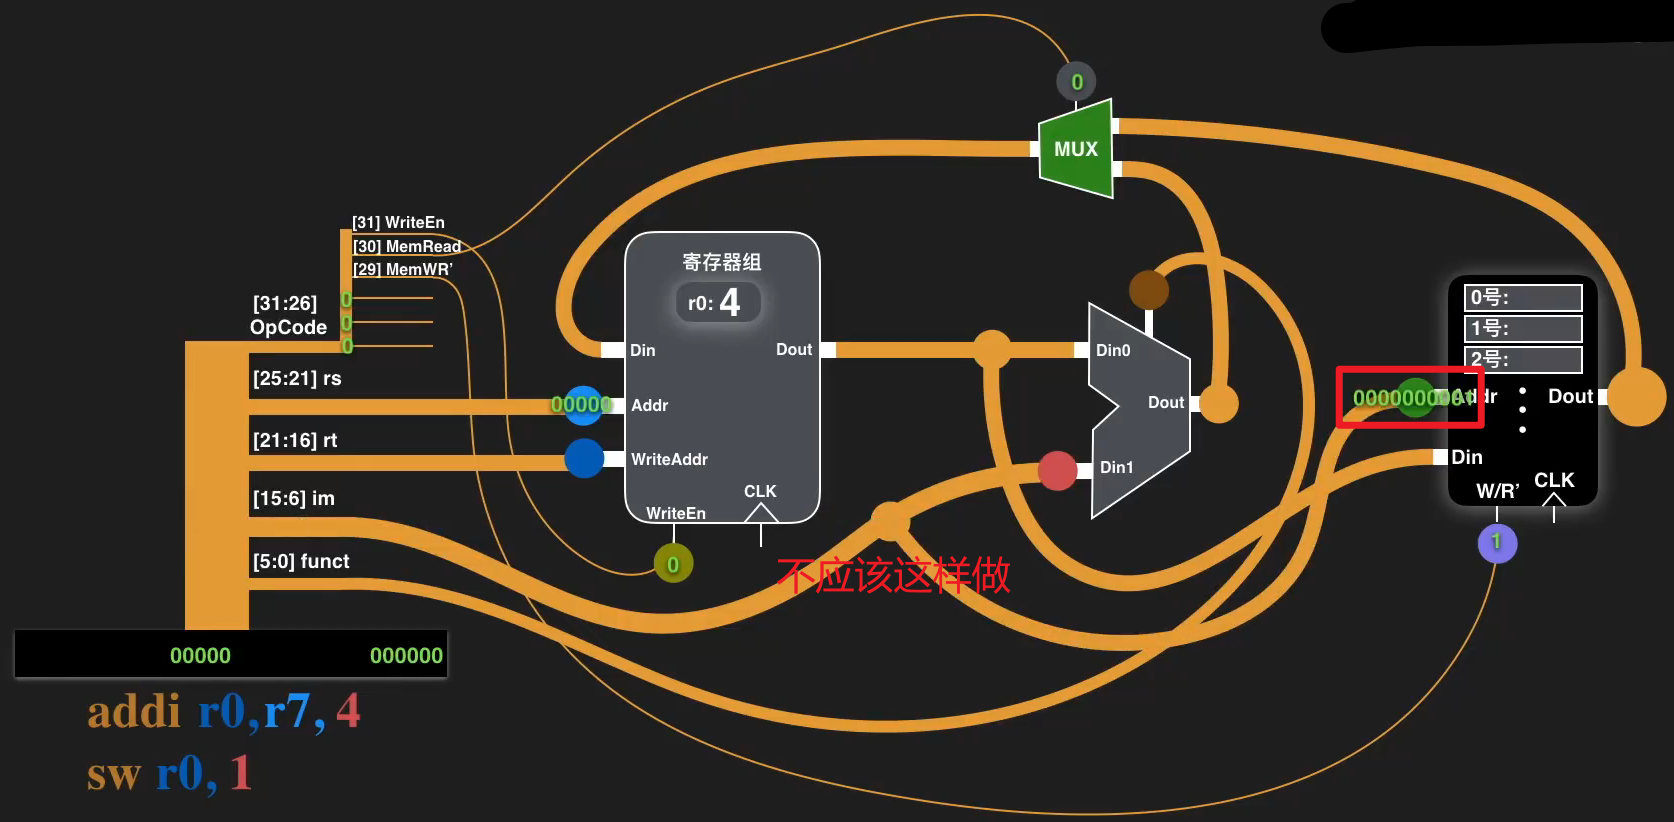 0
MUX
[31] WriteEn
[30] MemRead
[29] MemWR’
0
0
0
[31:26]
OpCode
[25:21] rs
[21:16] rt
[15:6] im
[5:0] funct
00000
000000
寄存器组
r0: 4
Din
Dout
00000
Addr
WriteAddr
CLK
WriteEn
0
Din0
Dout
Din1
0号:
1号:
2号:
Addr
Dout
Din
W/R’
CLK
1
不应该这样做
addi r0,r7, 4
sw r0, 1